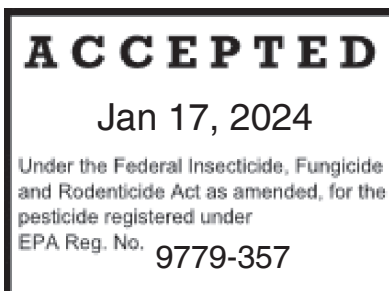 ACCEPTED
Jan 17, 2024
Under the Federal Insecticide, Fungicide
and Rodenticide Act as amended, for the
pesticide registered under
EPA Reg. No. 9779-357